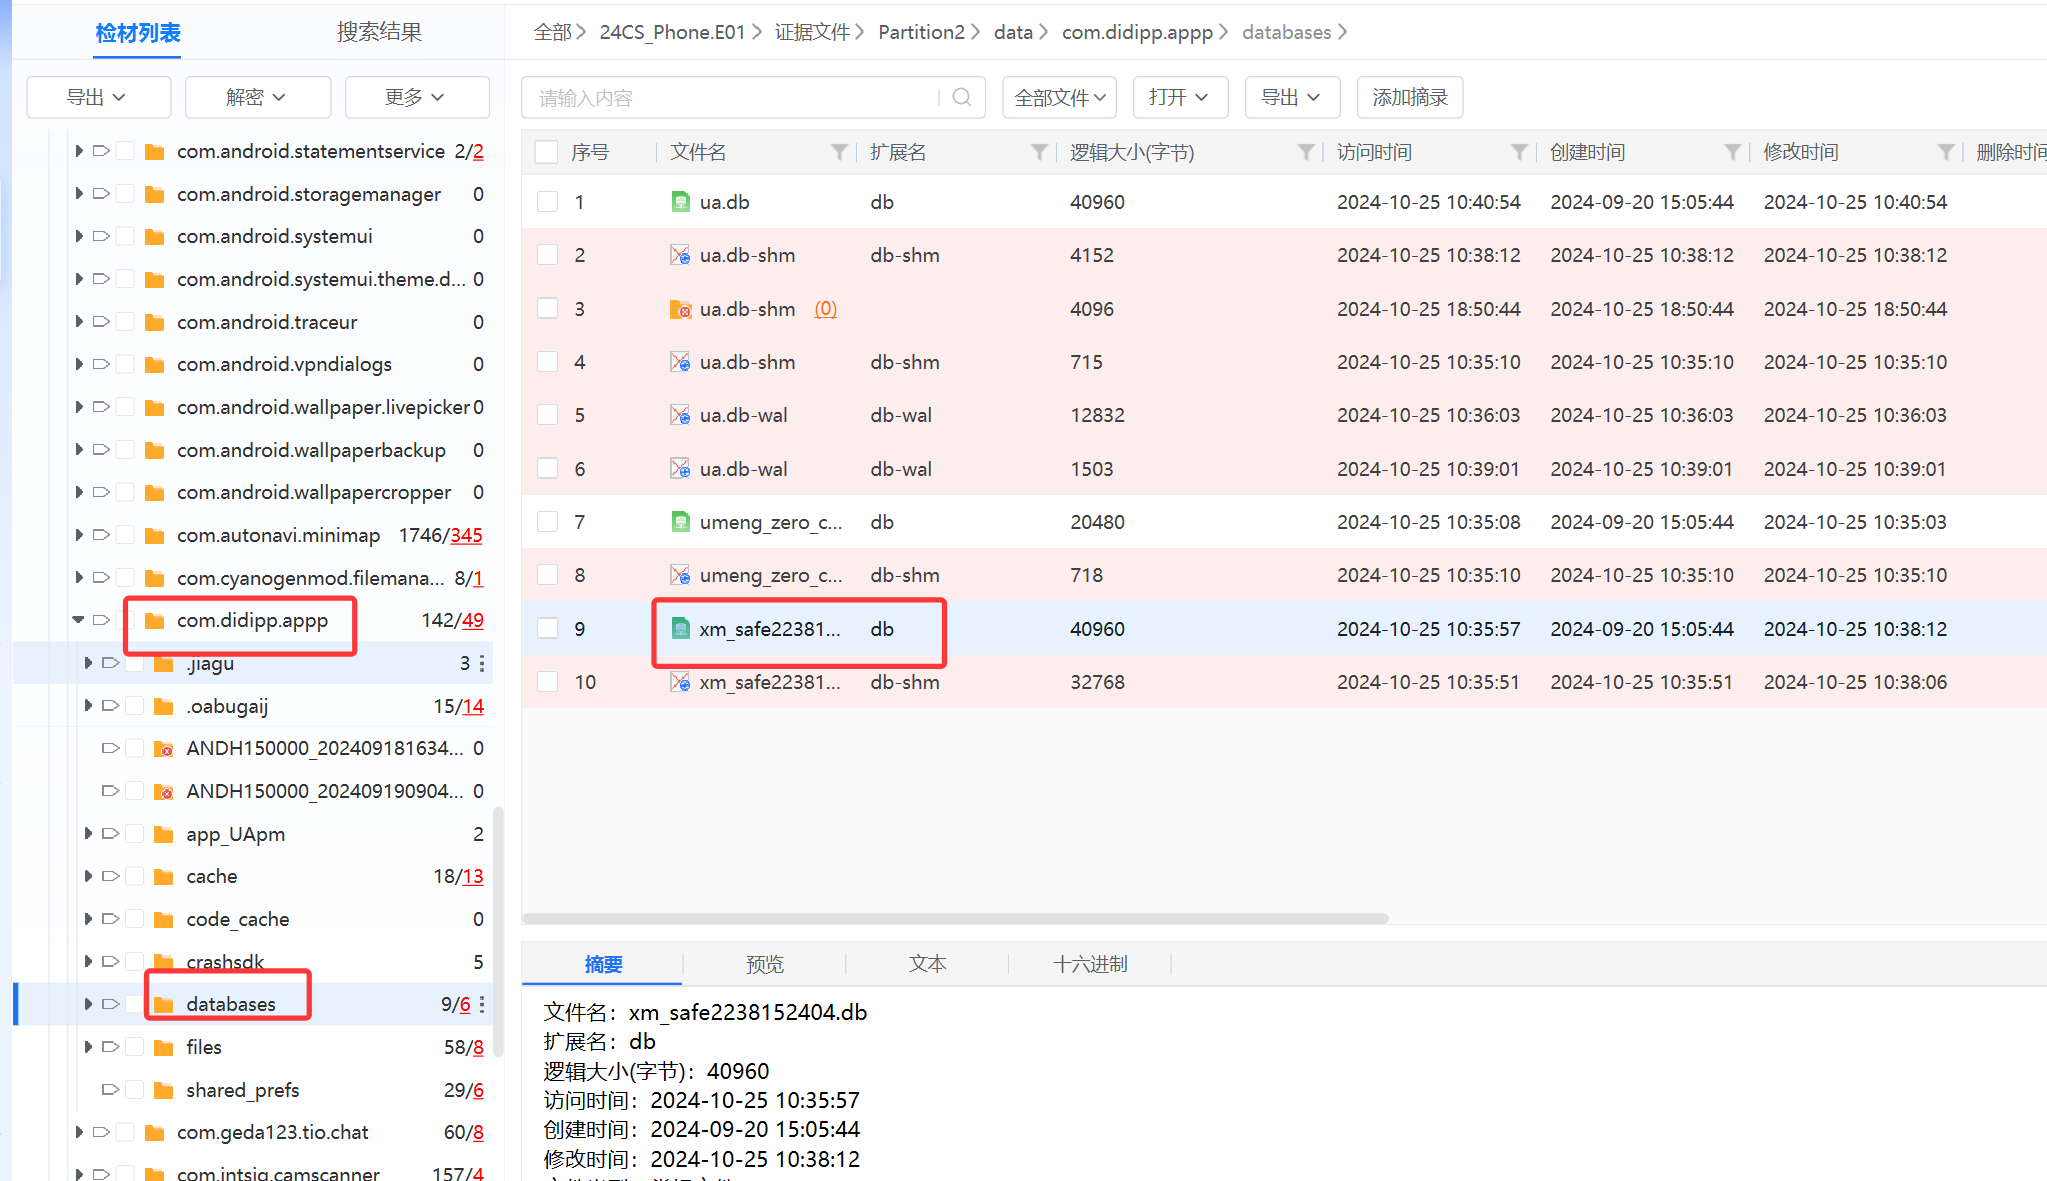 检材列表 搜索结果
导出 解密 更多
com.android.statementservice 2/2
com.android.storagemanager 0
com.android.systemui 0
com.android.systemui.theme.d... 0
com.android.traceur 0
com.android.vpndialogs 0
com.android.wallpaper.livepicker 0
com.android.wallpaperbackup 0
com.android.wallpapercropper 0
com.autonavi.minimap 1746/345
com.cyanogenmod.filemana... 8/1
com.didipp.appp 142/49
.jiagu 3
.oabugaij 15/14
ANDH150000_202409181634... 0
ANDH150000_202409190904... 0
app_UApm 2
cache 18/13
code_cache 0
crashsdk 5
databases 9/6
files 58/8
shared_prefs 29/6
com.geda123.tio.chat 60/8
com.intsig.camscanner 157/4
全部 24CS_Phone.E01 证据文件 Partition2 data com.didipp.appp databases
请输入内容 全部文件 打开 导出 添加摘录
序号 文件名 扩展名 逻辑大小(字节) 访问时间 创建时间 修改时间 删除时间
1 ua.db db 40960 2024-10-25 10:40:54 2024-09-20 15:05:44 2024-10-25 10:40:54
2 ua.db-shm db-shm 4152 2024-10-25 10:38:12 2024-10-25 10:38:12 2024-10-25 10:38:12
3 ua.db-shm (0) 4096 2024-10-25 18:50:44 2024-10-25 18:50:44 2024-10-25 18:50:44
4 ua.db-shm db-shm 715 2024-10-25 10:35:10 2024-10-25 10:35:10 2024-10-25 10:35:10
5 ua.db-wal db-wal 12832 2024-10-25 10:36:03 2024-10-25 10:36:03 2024-10-25 10:36:03
6 ua.db-wal db-wal 1503 2024-10-25 10:39:01 2024-10-25 10:39:01 2024-10-25 10:39:01
7 umeng_zero_c... db 20480 2024-10-25 10:35:08 2024-09-20 15:05:44 2024-10-25 10:35:03
8 umeng_zero_c... db-shm 718 2024-10-25 10:35:10 2024-10-25 10:35:10 2024-10-25 10:35:10
9 xm_safe22381... db 40960 2024-10-25 10:35:57 2024-09-20 15:05:44 2024-10-25 10:38:12
10 xm_safe22381... db-shm 32768 2024-10-25 10:35:51 2024-10-25 10:35:51 2024-10-25 10:38:06
摘要 预览 文本 十六进制
文件名：xm_safe2238152404.db
扩展名：db
逻辑大小(字节)：40960
访问时间：2024-10-25 10:35:57
创建时间：2024-09-20 15:05:44
修改时间：2024-10-25 10:38:12